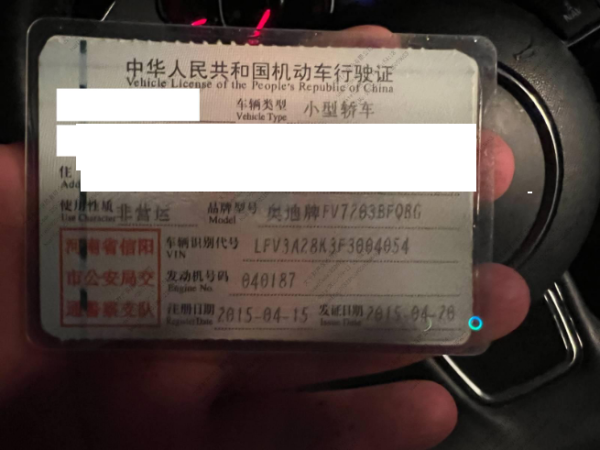 中华人民共和国机动车行驶证
Vehicle License of the People's Republic of China
车辆类型 小型轿车
Vehicle Type
住
Add
使用性质 非营运 品牌型号 奥迪牌FV7203BFQBG
Use Character Model
车辆识别代号 LFV3A28K3F3004054
VIN
发动机号码 040187
Engine No.
注册日期 2015-04-15 发证日期 2015-04-20
Register Date Issue Date
河南省信阳
市公安局交
通警察支队